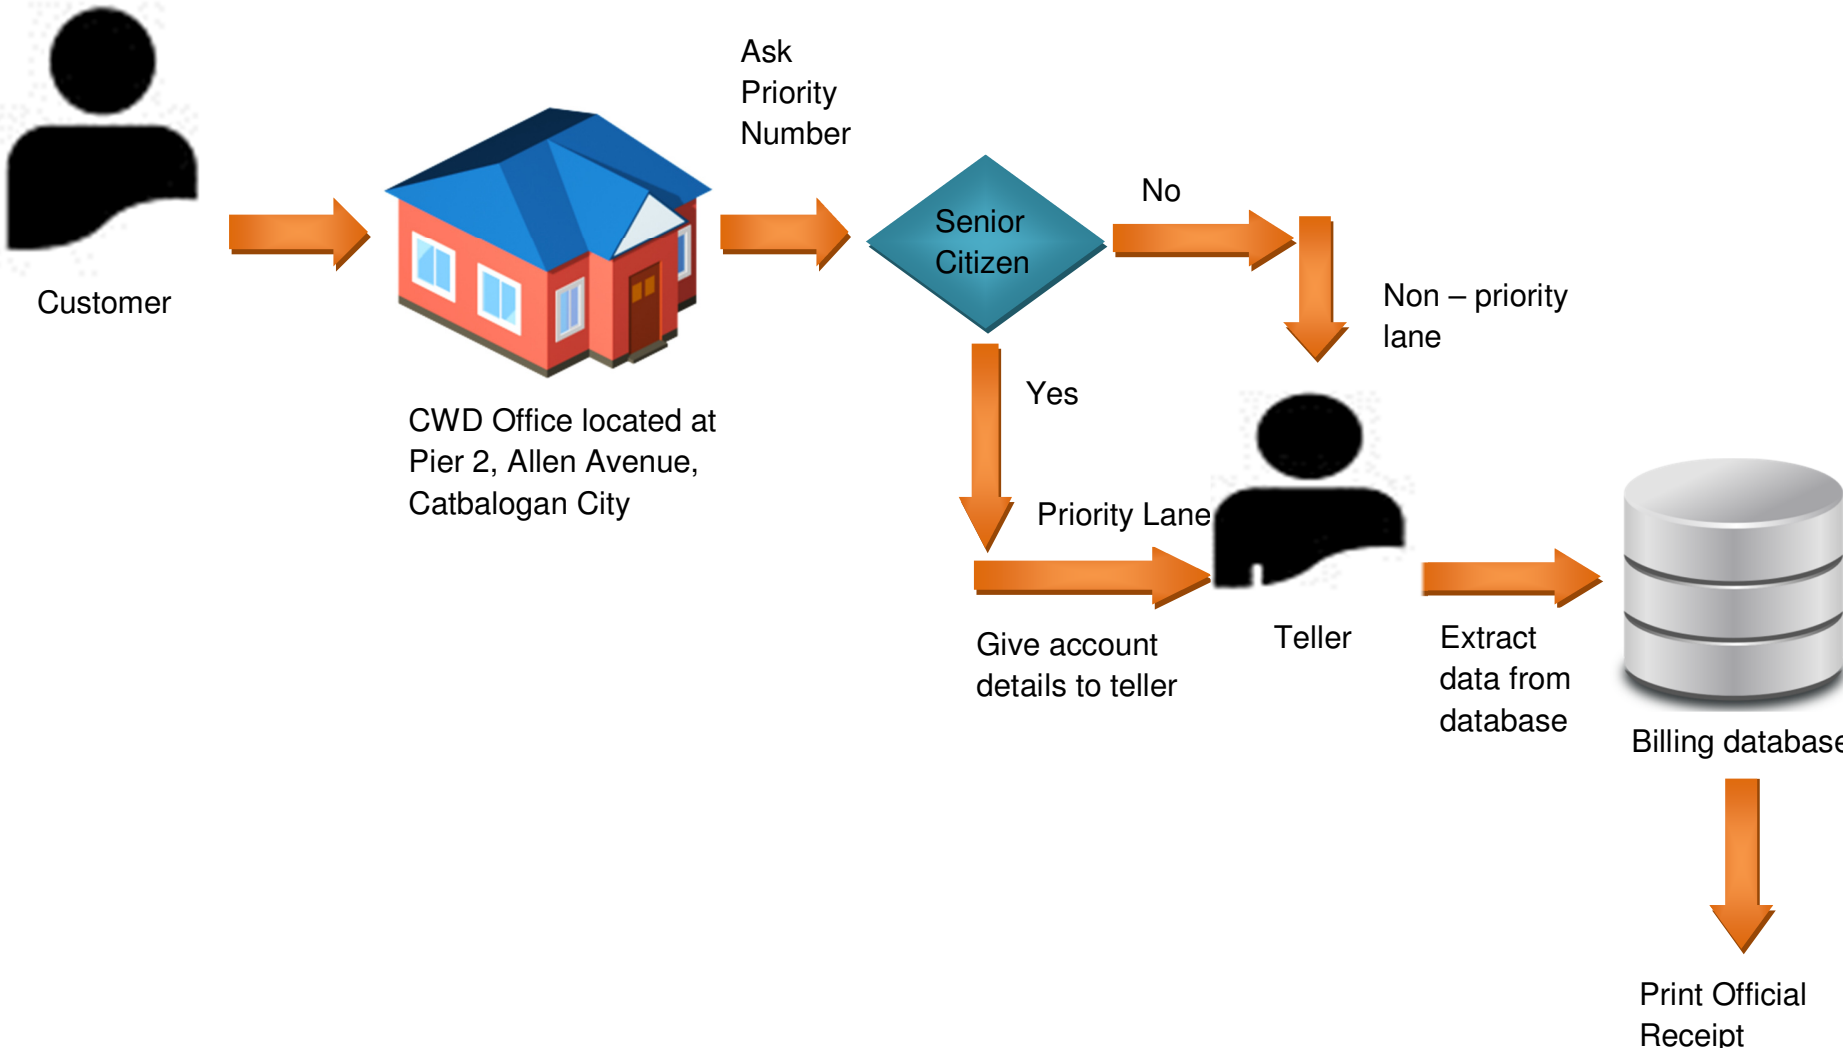 Ask
Priority
Number
No
Senior
Citizen
Customer
Non – priority
lane
Yes
CWD Office located at
Pier 2, Allen Avenue,
Catbalogan City
Priority Lane
Give account
details to teller
Teller
Extract
data from
database
Billing database
Print Official
Receipt